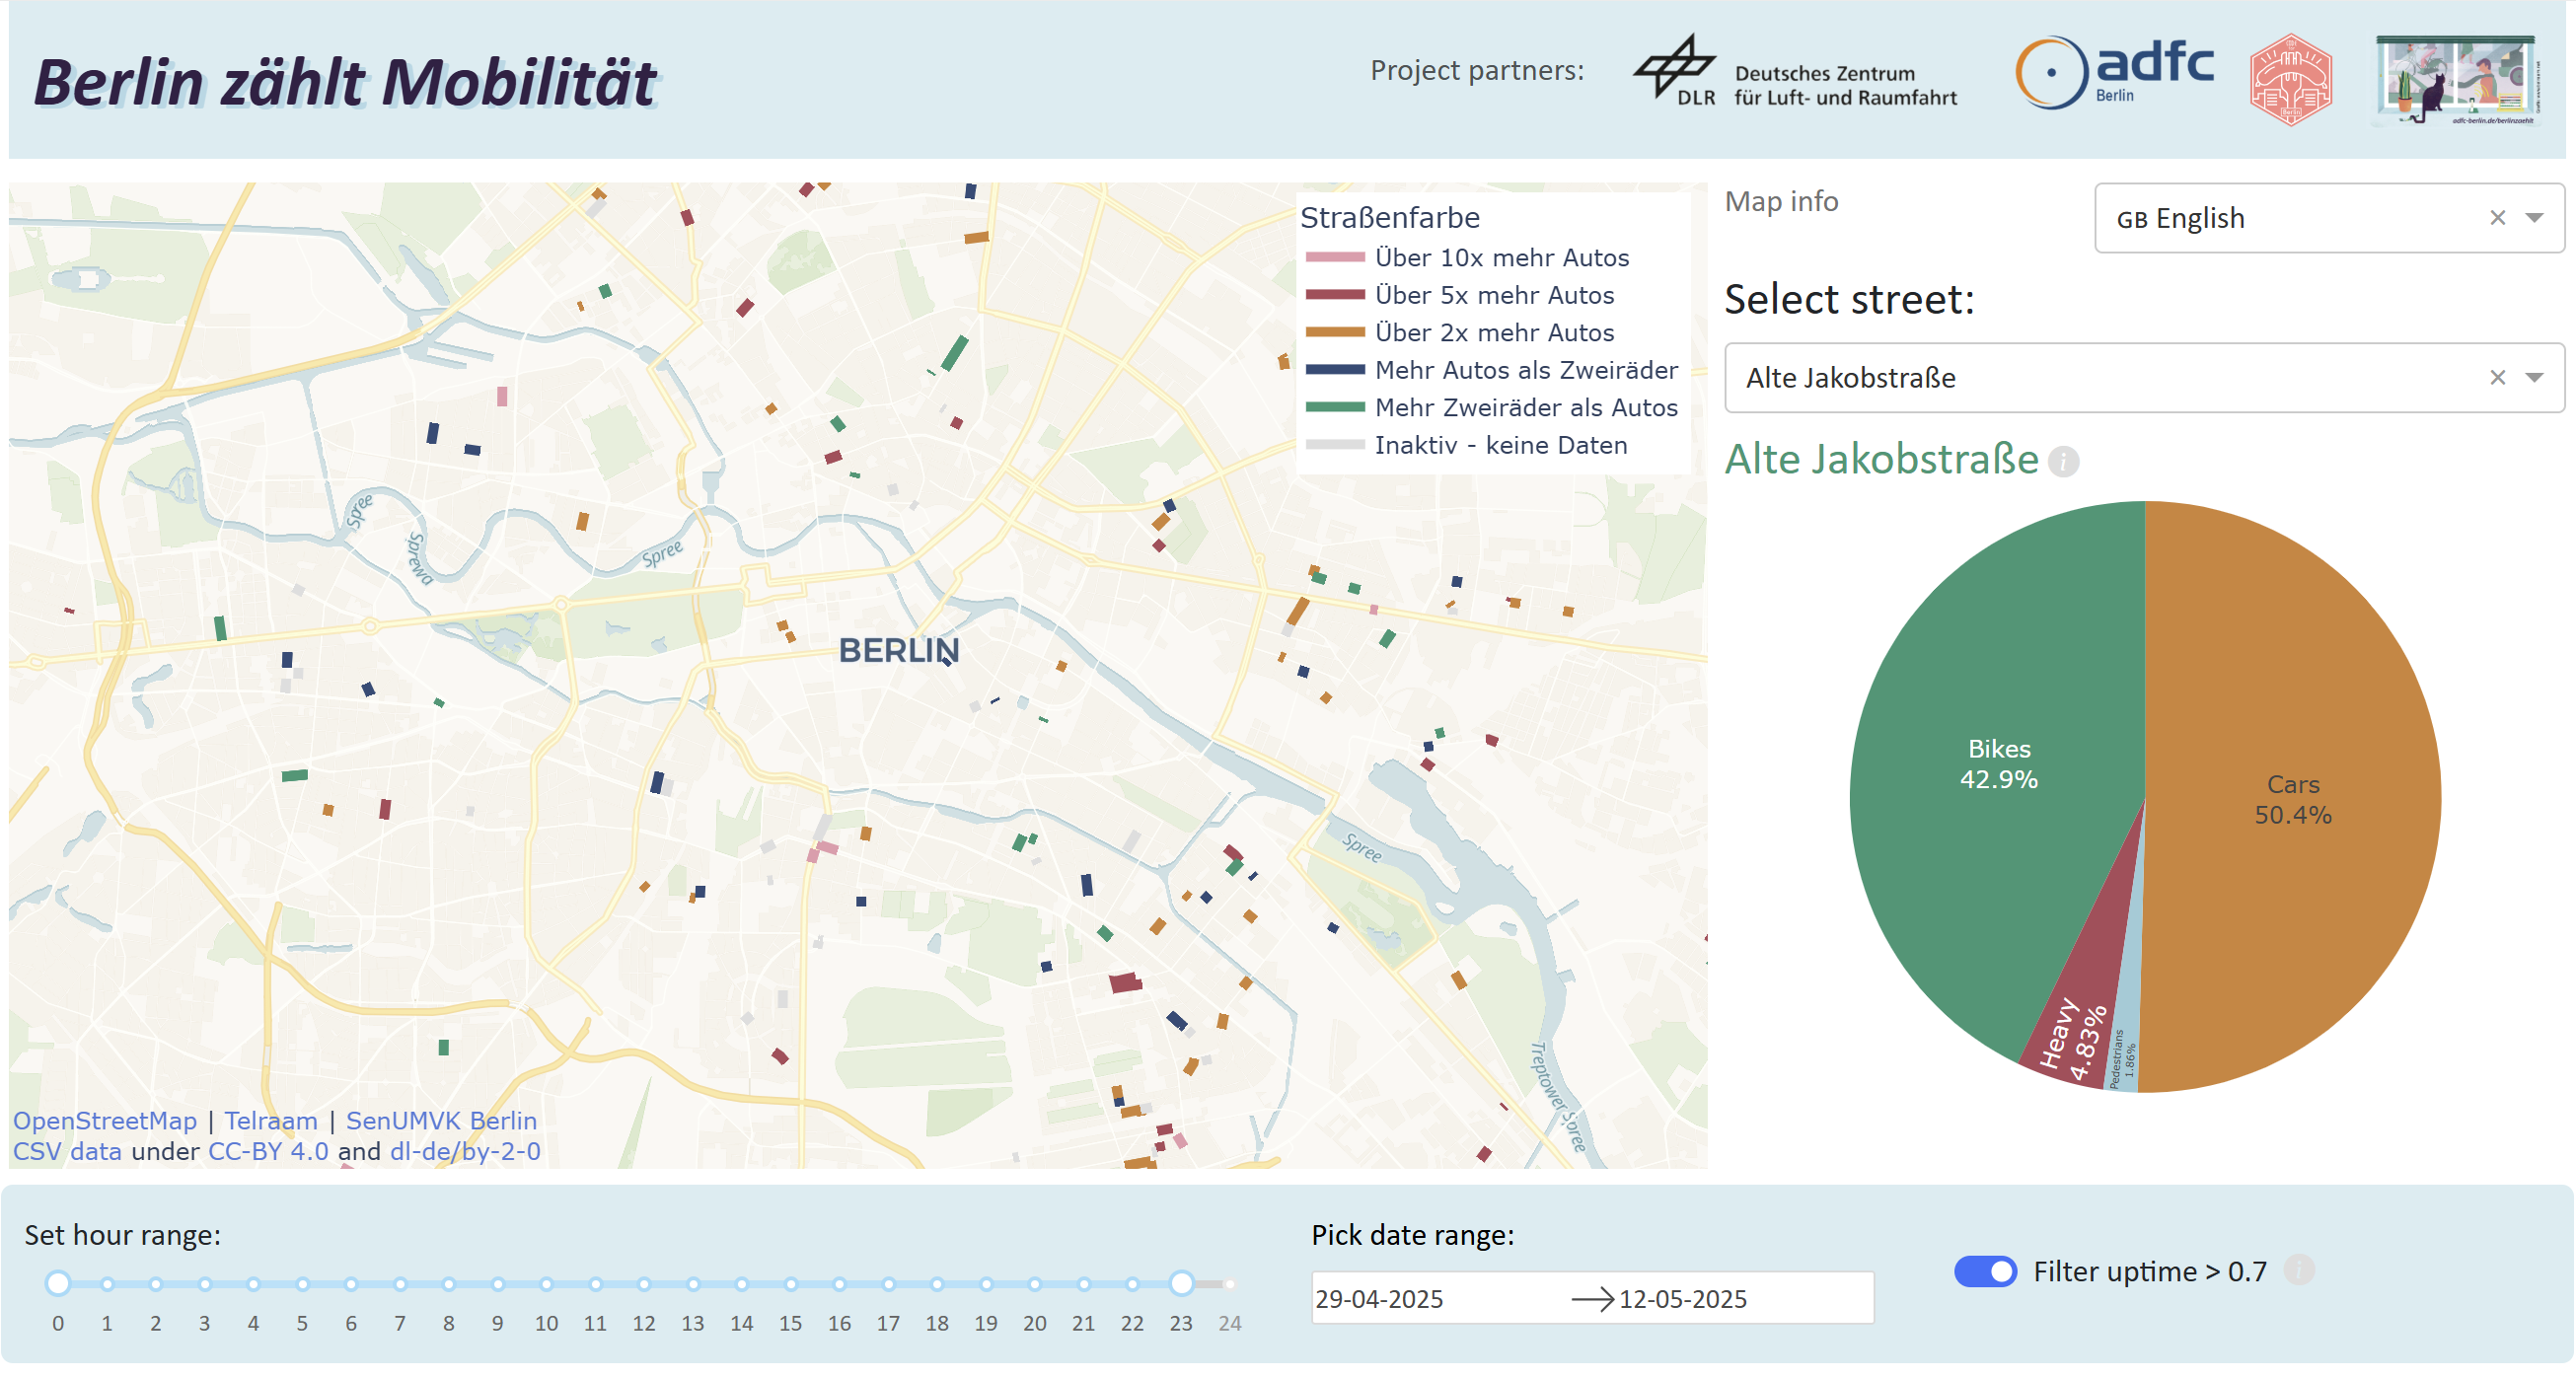 Berlin zählt Mobilität
Project partners:
DLR
Deutsches Zentrum
für Luft- und Raumfahrt
adfc
Berlin
Berlin
adfc-berlin.de/berlinzaehlt
Straßenfarbe
Über 10x mehr Autos
Über 5x mehr Autos
Über 2x mehr Autos
Mehr Autos als Zweiräder
Mehr Zweiräder als Autos
Inaktiv - keine Daten
Spree
Sprewa
Spree
BERLIN
Spree
Treptower Spree
OpenStreetMap | Telraam | SenUMVK Berlin
CSV data under CC-BY 4.0 and dl-de/by-2-0
Map info
GB English
Select street:
Alte Jakobstraße
Alte Jakobstraße
i
Bikes
42.9%
Cars
50.4%
Heavy
4.83%
Pedestrians
1.86%
Set hour range:
0 1 2 3 4 5 6 7 8 9 10 11 12 13 14 15 16 17 18 19 20 21 22 23 24
Pick date range:
29-04-2025 → 12-05-2025
Filter uptime > 0.7
i